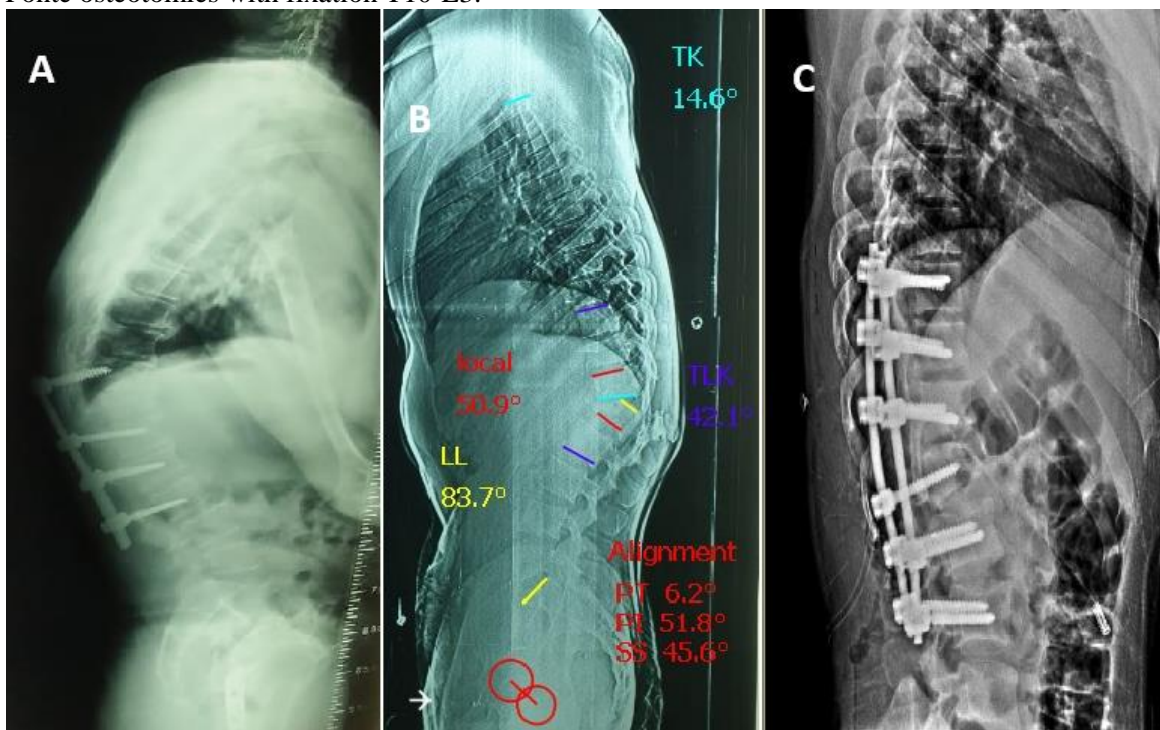 Ponte osteotomies with fixation T10-L3.
A
B
C
TK
14.6°
local
50.9°
TLK
42.1°
LL
83.7°
Alignment
PT 6.2°
PI 51.8°
SS 45.6°